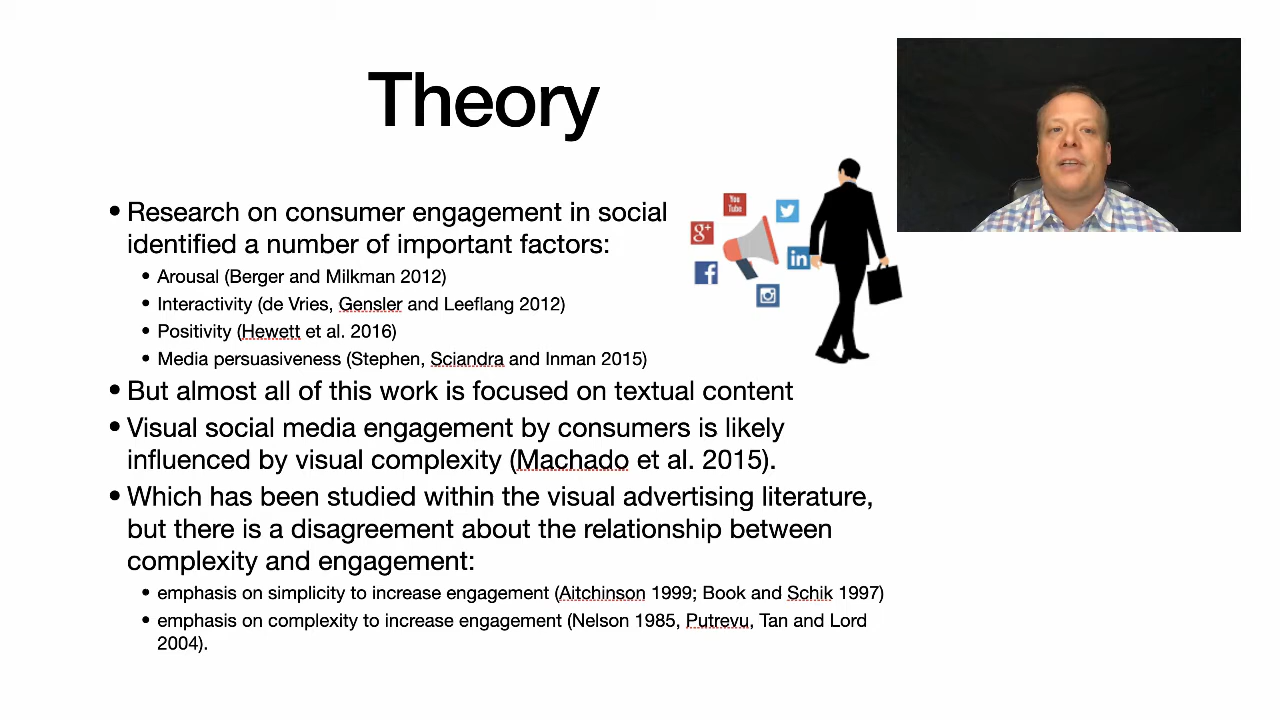 Theory
• Research on consumer engagement in social
identified a number of important factors:
• Arousal (Berger and Milkman 2012)
• Interactivity (de Vries, Gensler and Leeflang 2012)
• Positivity (Hewett et al. 2016)
• Media persuasiveness (Stephen, Sciandra and Inman 2015)
You
Tube
g+
in
f
• But almost all of this work is focused on textual content
• Visual social media engagement by consumers is likely
influenced by visual complexity (Machado et al. 2015).
• Which has been studied within the visual advertising literature,
but there is a disagreement about the relationship between
complexity and engagement:
• emphasis on simplicity to increase engagement (Aitchinson 1999; Book and Schik 1997)
• emphasis on complexity to increase engagement (Nelson 1985, Putrevu, Tan and Lord
2004).